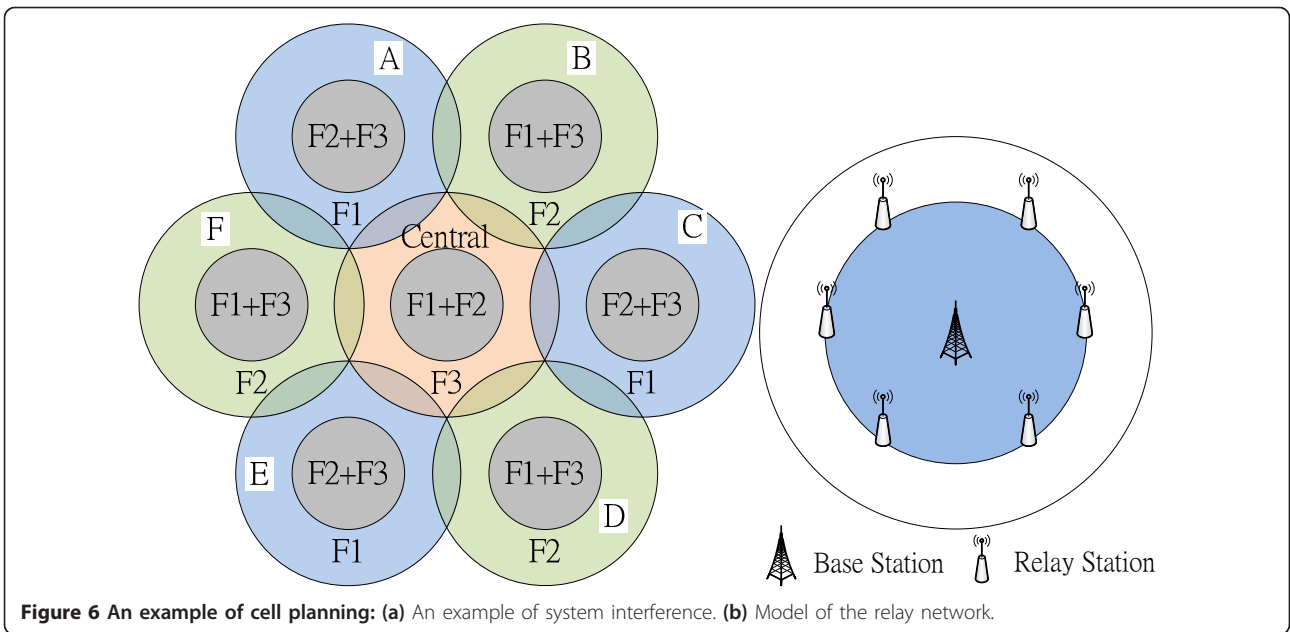 A
B
F2+F3
F1+F3
F1
F2
F
Central
C
F1+F3
F1+F2
F2+F3
F2
F3
F1
E
F2+F3
F1+F3
D
F1
F2
Base Station
Relay Station
Figure 6 An example of cell planning: (a) An example of system interference. (b) Model of the relay network.